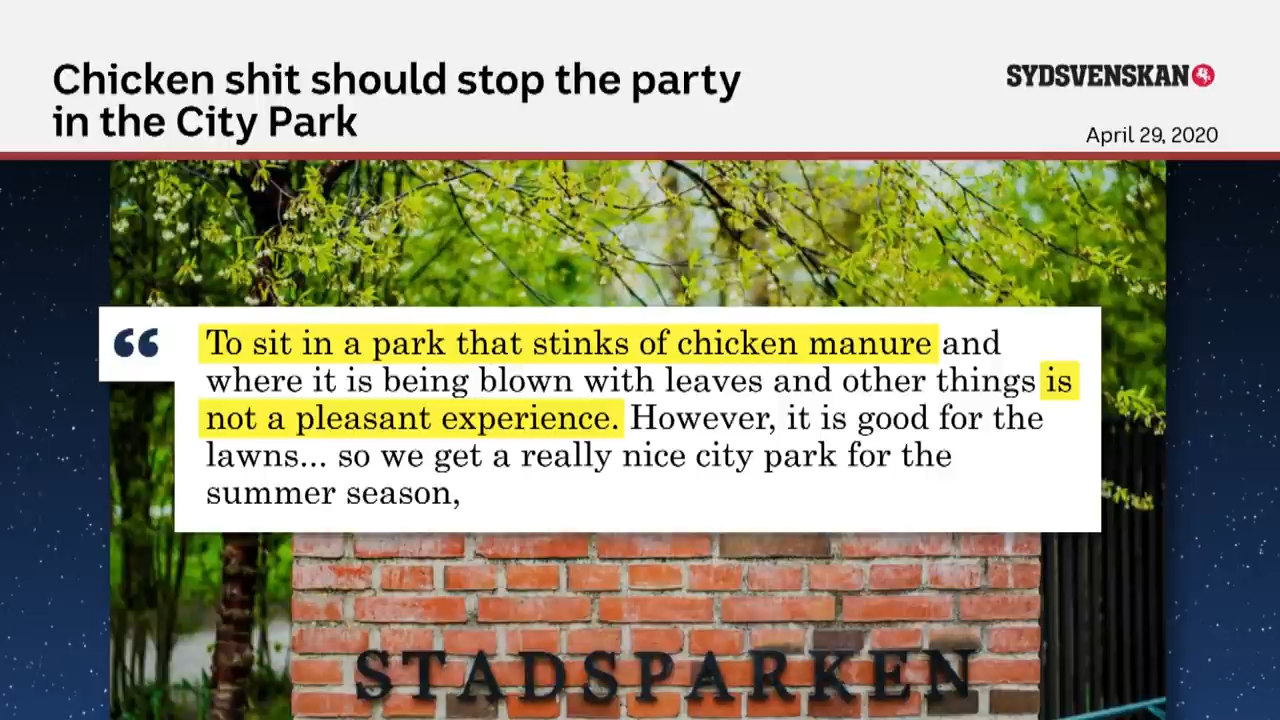 Chicken shit should stop the party
in the City Park
SYDSVENSKAN
April 29, 2020
“ To sit in a park that stinks of chicken manure and
where it is being blown with leaves and other things is
not a pleasant experience. However, it is good for the
lawns... so we get a really nice city park for the
summer season,
STADSPARKEN